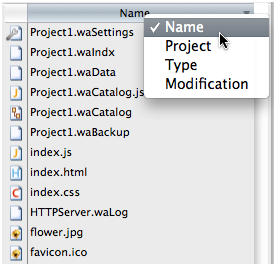 Name
✓ Name
Project
Type
Modification
Project1.waSettings
Project1.waIndx
Project1.waData
Project1.waCatalog.js
Project1.waCatalog
Project1.waBackup
index.js
index.html
index.css
HTTPServer.waLog
flower.jpg
favicon.ico